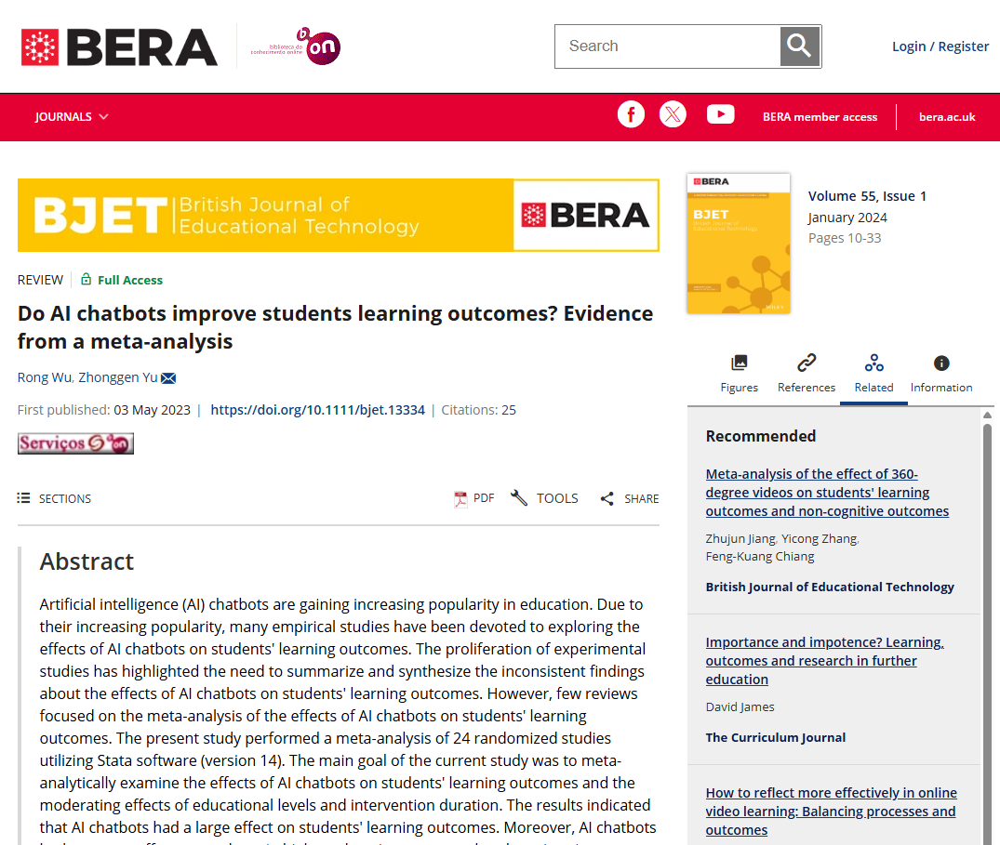 BERA
biblioteca do
conhecimento online
b
on
Search
Login / Register
JOURNALS
BERA member access
bera.ac.uk
BJET
British Journal of
Educational Technology
BERA
REVIEW
Full Access
Do AI chatbots improve students learning outcomes? Evidence
from a meta-analysis
Rong Wu, Zhonggen Yu
First published: 03 May 2023 | https://doi.org/10.1111/bjet.13334 | Citations: 25
Serviços
on
SECTIONS
PDF
TOOLS
SHARE
Abstract
Artificial intelligence (AI) chatbots are gaining increasing popularity in education. Due to
their increasing popularity, many empirical studies have been devoted to exploring the
effects of AI chatbots on students' learning outcomes. The proliferation of experimental
studies has highlighted the need to summarize and synthesize the inconsistent findings
about the effects of AI chatbots on students' learning outcomes. However, few reviews
focused on the meta-analysis of the effects of AI chatbots on students' learning
outcomes. The present study performed a meta-analysis of 24 randomized studies
utilizing Stata software (version 14). The main goal of the current study was to meta-
analytically examine the effects of AI chatbots on students' learning outcomes and the
moderating effects of educational levels and intervention duration. The results indicated
that AI chatbots had a large effect on students' learning outcomes. Moreover, AI chatbots
BERA
BJET
British Journal of
Educational Technology
WILEY
Volume 55, Issue 1
January 2024
Pages 10-33
Figures
References
Related
Information
Recommended
Meta-analysis of the effect of 360-
degree videos on students' learning
outcomes and non-cognitive outcomes
Zhujun Jiang, Yicong Zhang,
Feng-Kuang Chiang
British Journal of Educational Technology
Importance and impotence? Learning,
outcomes and research in further
education
David James
The Curriculum Journal
How to reflect more effectively in online
video learning: Balancing processes and
outcomes